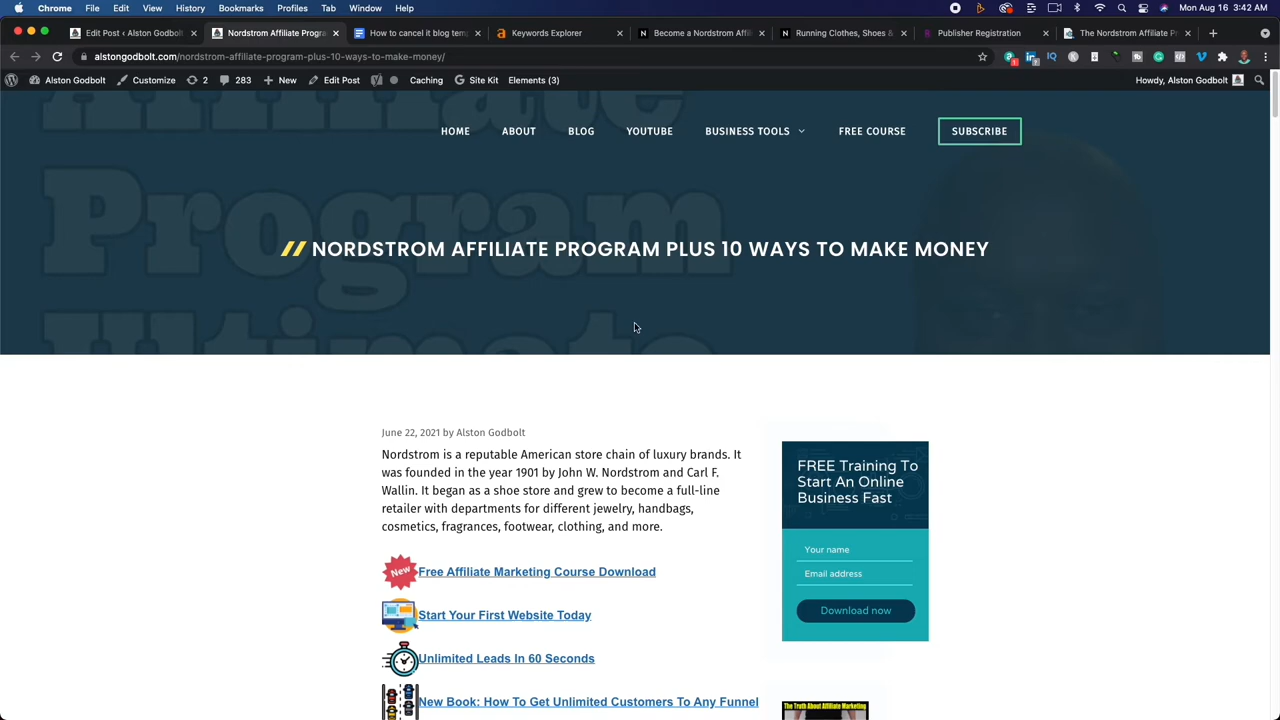 Chrome File Edit View History Bookmarks Profiles Tab Window Help
Mon Aug 16 3:42 AM
Edit Post ‹ Alston Godbolt
Nordstrom Affiliate Progra
How to cancel it blog tem
Keywords Explorer
Become a Nordstrom Affili
Running Clothes, Shoes &
Publisher Registration
The Nordstrom Affiliate P
alstongodbolt.com/nordstrom-affiliate-program-plus-10-ways-to-make-money/
Alston Godbolt Customize 2 283 New Edit Post Caching Site Kit Elements (3) Howdy, Alston Godbolt
Affiliate
Program
Ultimate
HOME ABOUT BLOG YOUTUBE BUSINESS TOOLS FREE COURSE SUBSCRIBE
// NORDSTROM AFFILIATE PROGRAM PLUS 10 WAYS TO MAKE MONEY
June 22, 2021 by Alston Godbolt
Nordstrom is a reputable American store chain of luxury brands. It
was founded in the year 1901 by John W. Nordstrom and Carl F.
Wallin. It began as a shoe store and grew to become a full-line
retailer with departments for different jewelry, handbags,
cosmetics, fragrances, footwear, clothing, and more.
New Free Affiliate Marketing Course Download
Start Your First Website Today
Unlimited Leads In 60 Seconds
New Book: How To Get Unlimited Customers To Any Funnel
FREE Training To
Start An Online
Business Fast
Your name
Email address
Download now
The Truth About Affiliate Marketing